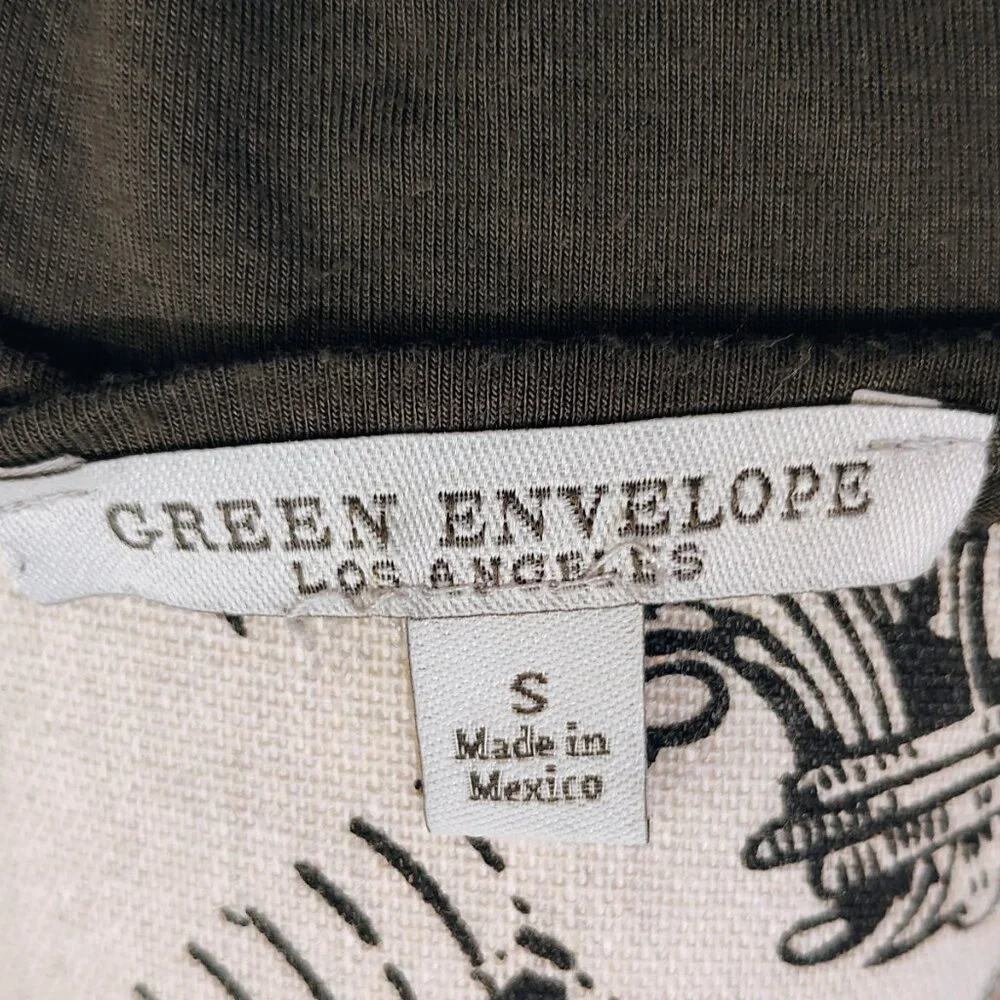 GREEN ENVELOPE
LOS ANGELES
S
Made in
Mexico